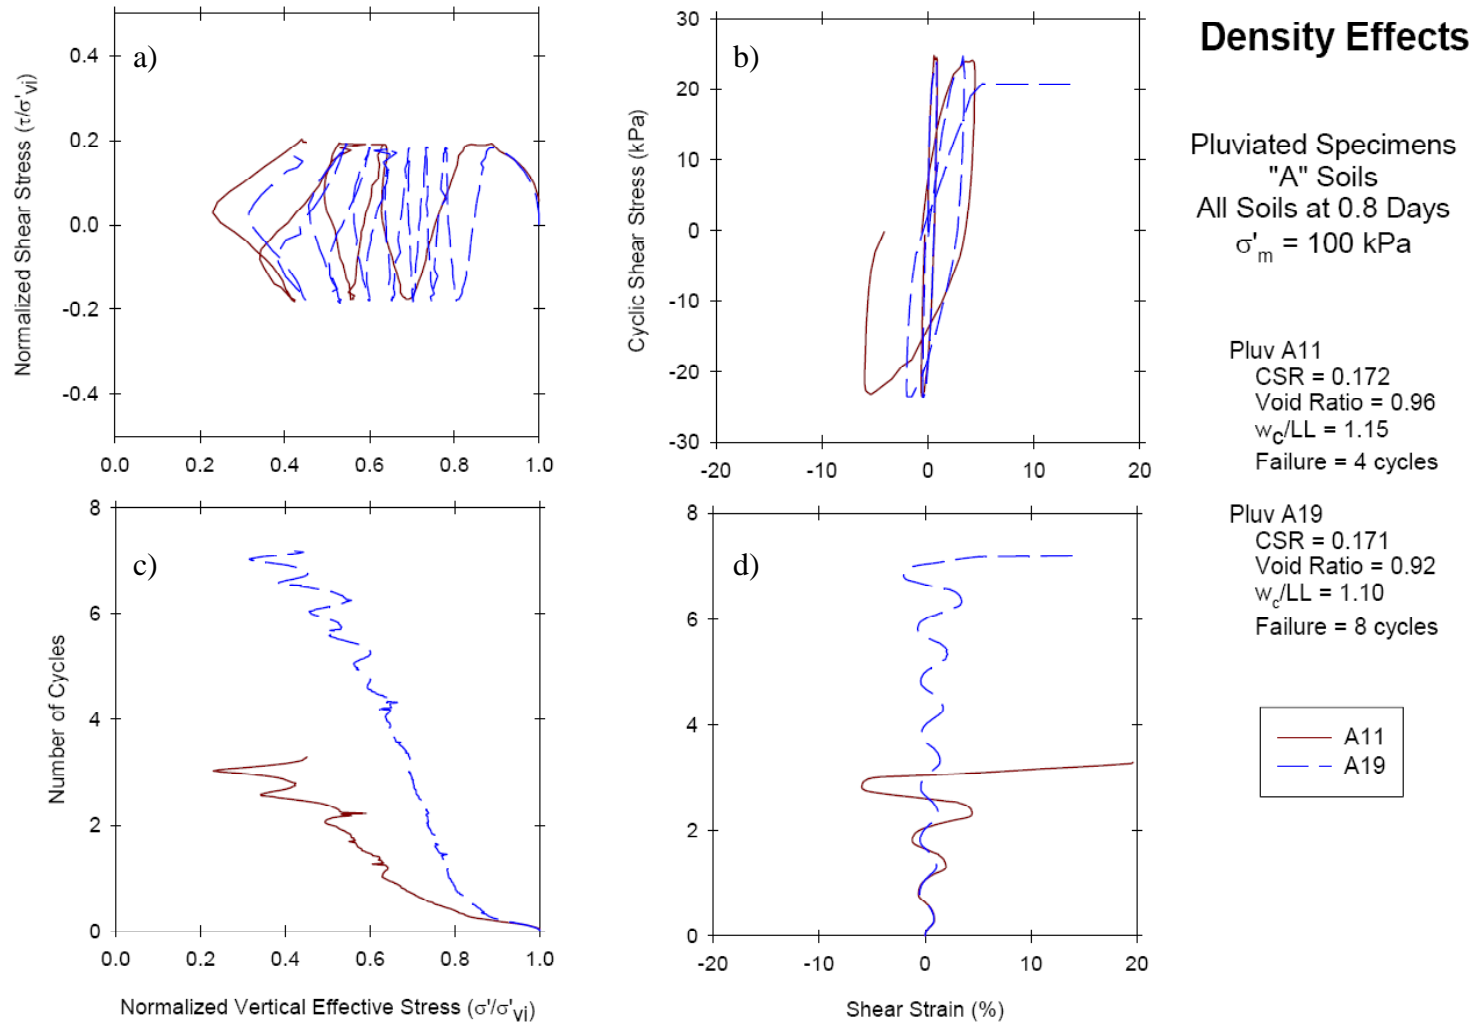 Density Effects
Pluviated Specimens
"A" Soils
All Soils at 0.8 Days
σ'm = 100 kPa
Pluv A11
CSR = 0.172
Void Ratio = 0.96
wc/LL = 1.15
Failure = 4 cycles
Pluv A19
CSR = 0.171
Void Ratio = 0.92
wc/LL = 1.10
Failure = 8 cycles
A11
A19
a)
Normalized Shear Stress (τ/σ'vi)
0.4
0.2
0.0
-0.2
-0.4
0.0 0.2 0.4 0.6 0.8 1.0
b)
Cyclic Shear Stress (kPa)
30
20
10
0
-10
-20
-30
-20 -10 0 10 20
c)
Number of Cycles
8
6
4
2
0
0.0 0.2 0.4 0.6 0.8 1.0
Normalized Vertical Effective Stress (σ'/σ'vi)
d)
8
6
4
2
0
-20 -10 0 10 20
Shear Strain (%)